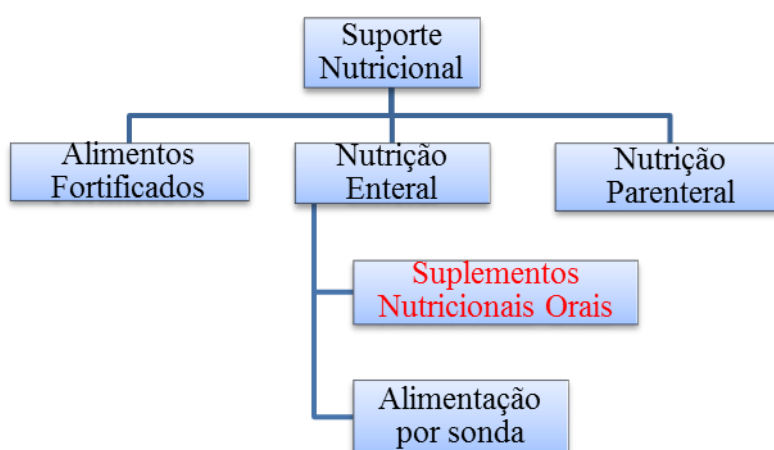 Suporte
Nutricional
Alimentos
Fortificados
Nutrição
Enteral
Nutrição
Parenteral
Suplementos
Nutricionais Orais
Alimentação
por sonda